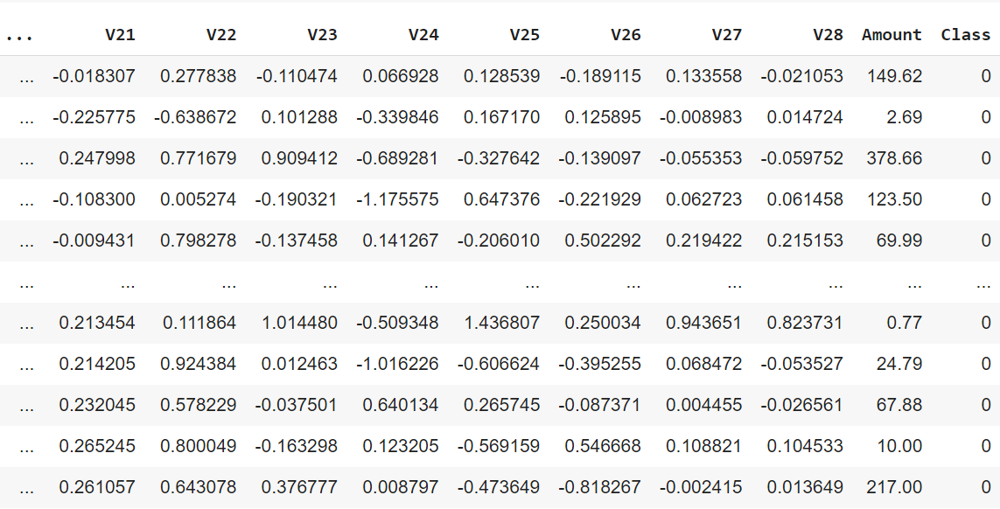 ... V21 V22 V23 V24 V25 V26 V27 V28 Amount Class
... -0.018307 0.277838 -0.110474 0.066928 0.128539 -0.189115 0.133558 -0.021053 149.62 0
... -0.225775 -0.638672 0.101288 -0.339846 0.167170 0.125895 -0.008983 0.014724 2.69 0
... 0.247998 0.771679 0.909412 -0.689281 -0.327642 -0.139097 -0.055353 -0.059752 378.66 0
... -0.108300 0.005274 -0.190321 -1.175575 0.647376 -0.221929 0.062723 0.061458 123.50 0
... -0.009431 0.798278 -0.137458 0.141267 -0.206010 0.502292 0.219422 0.215153 69.99 0
... ... ... ... ... ... ... ... ... ... ...
... 0.213454 0.111864 1.014480 -0.509348 1.436807 0.250034 0.943651 0.823731 0.77 0
... 0.214205 0.924384 0.012463 -1.016226 -0.606624 -0.395255 0.068472 -0.053527 24.79 0
... 0.232045 0.578229 -0.037501 0.640134 0.265745 -0.087371 0.004455 -0.026561 67.88 0
... 0.265245 0.800049 -0.163298 0.123205 -0.569159 0.546668 0.108821 0.104533 10.00 0
... 0.261057 0.643078 0.376777 0.008797 -0.473649 -0.818267 -0.002415 0.013649 217.00 0